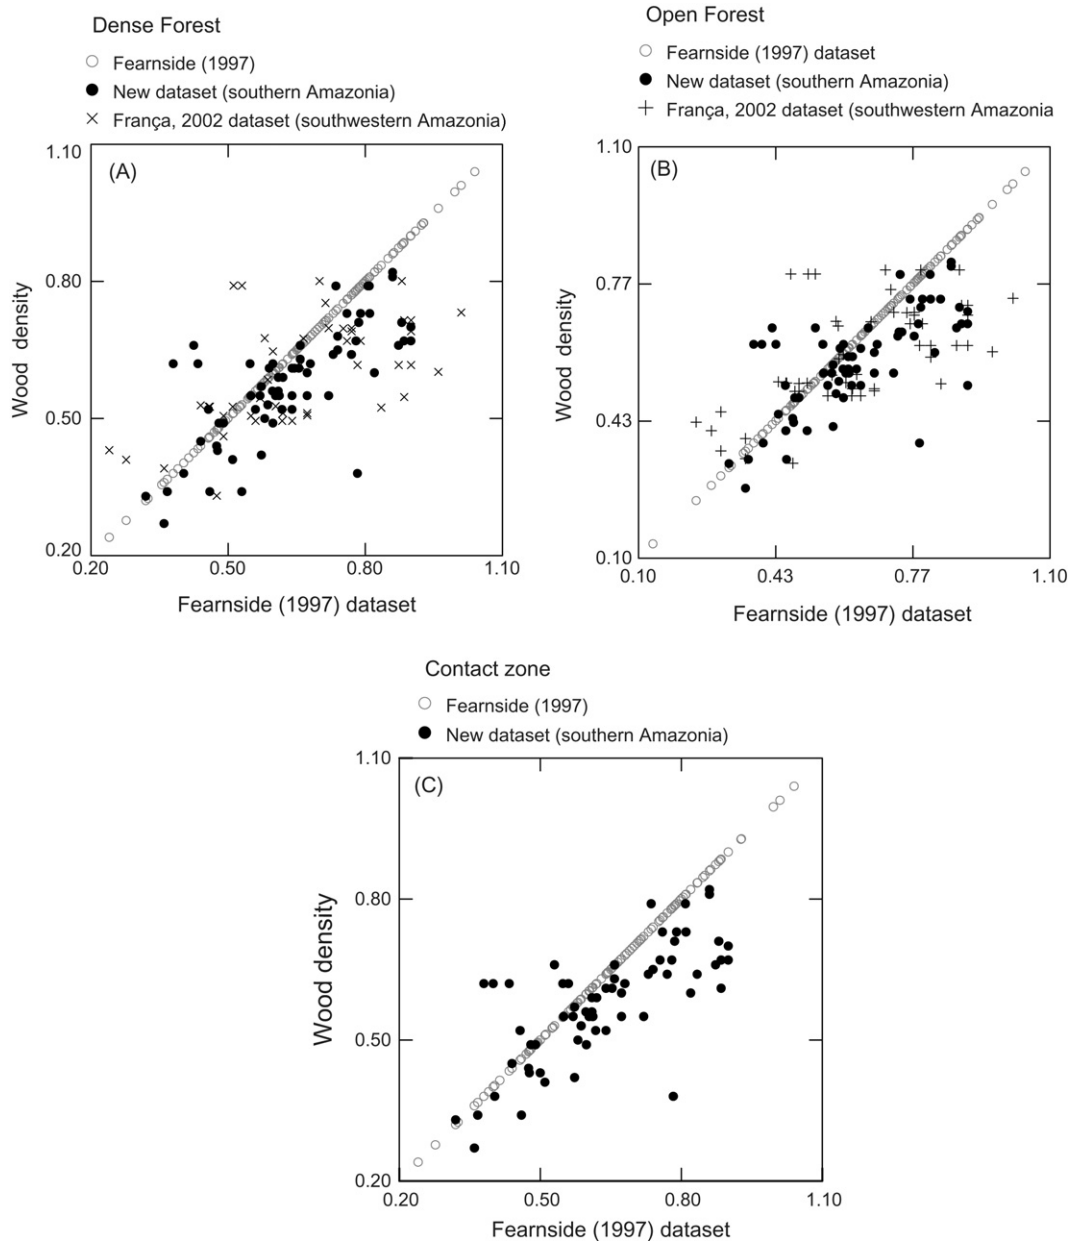 Dense Forest
Fearnside (1997)
New dataset (southern Amazonia)
França, 2002 dataset (southwestern Amazonia)
1.10
(A)
0.80
Wood density
0.50
0.20
0.20 0.50 0.80 1.10
Fearnside (1997) dataset
Open Forest
Fearnside (1997) dataset
New dataset (southern Amazonia)
França, 2002 dataset (southwestern Amazonia
1.10
(B)
0.77
Wood density
0.43
0.10
0.10 0.43 0.77 1.10
Fearnside (1997) dataset
Contact zone
Fearnside (1997)
New dataset (southern Amazonia)
1.10
(C)
0.80
Wood density
0.50
0.20
0.20 0.50 0.80 1.10
Fearnside (1997) dataset